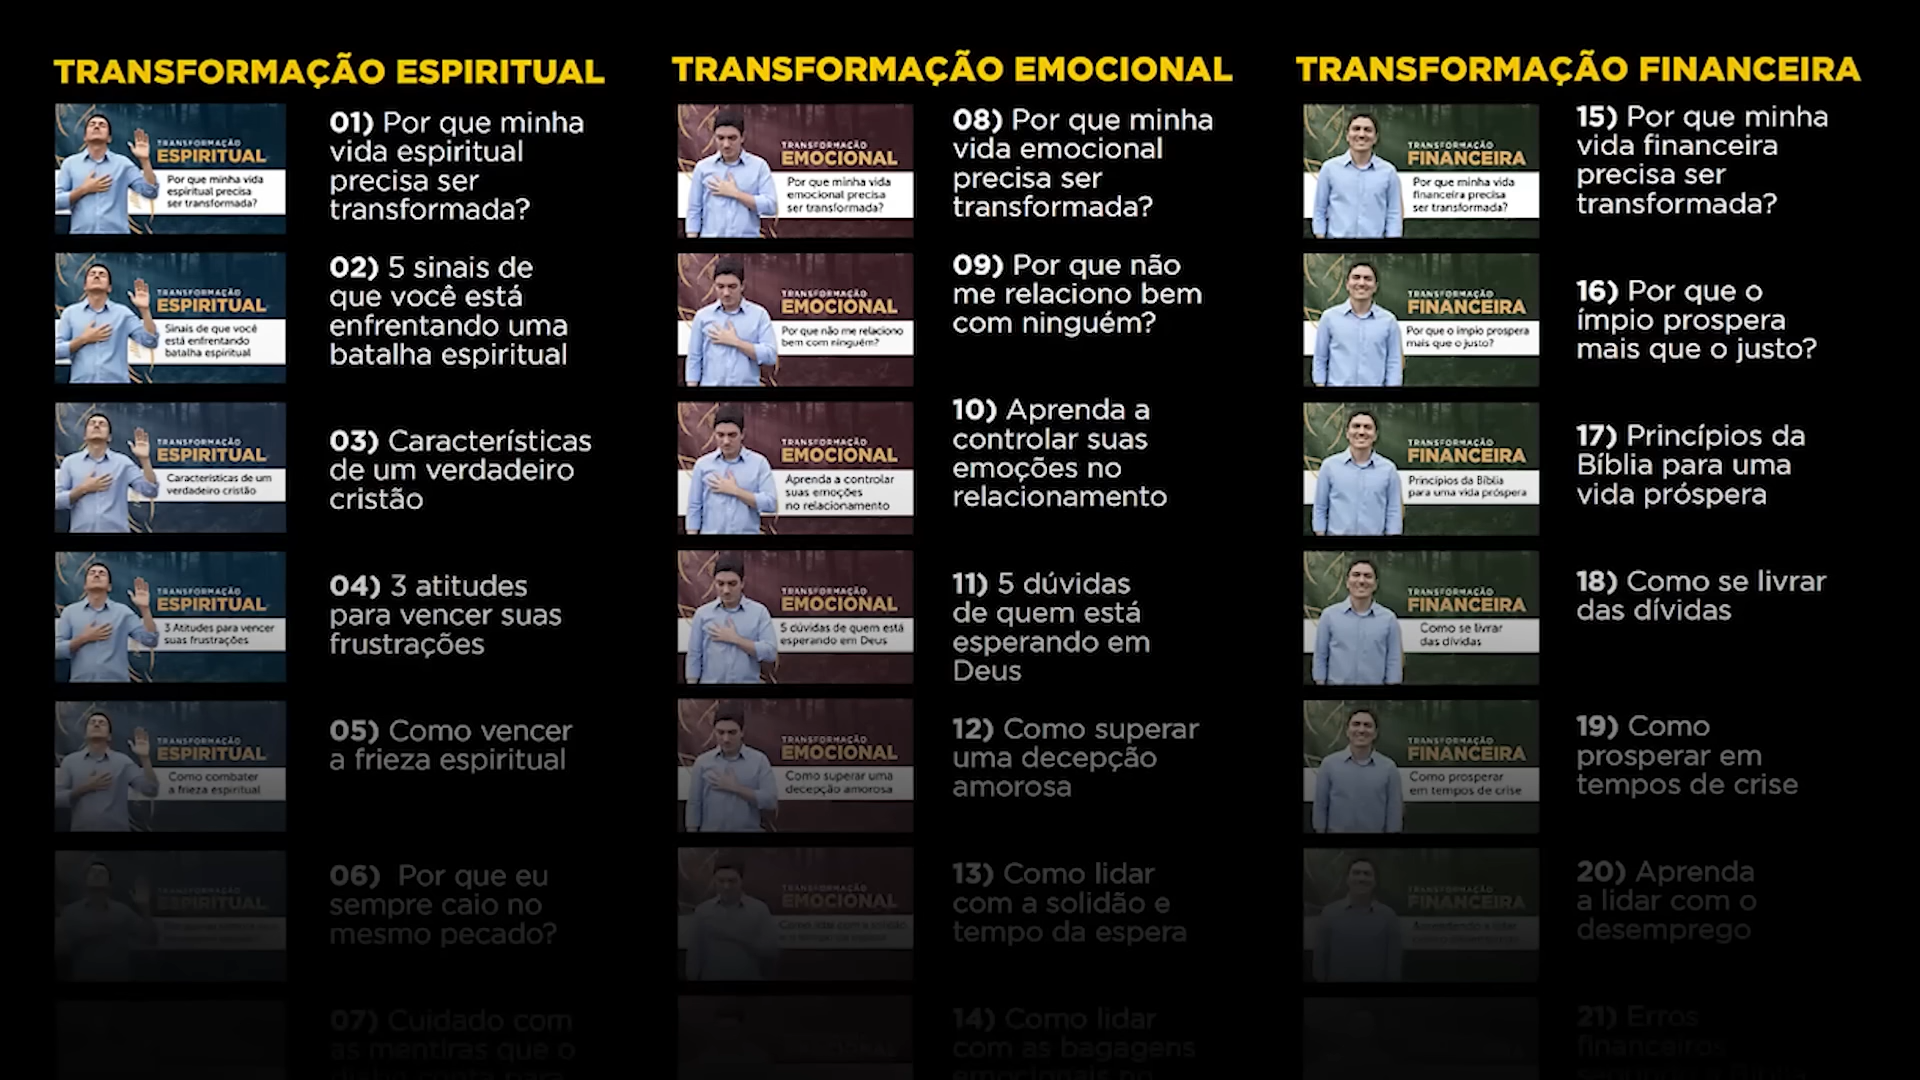 TRANSFORMAÇÃO ESPIRITUAL
TRANSFORMAÇÃO
ESPIRITUAL
Por que minha vida
espiritual precisa
ser transformada?
01) Por que minha
vida espiritual
precisa ser
transformada?
TRANSFORMAÇÃO
ESPIRITUAL
Sinais de que você
está enfrentando
batalha espiritual
02) 5 sinais de
que você está
enfrentando uma
batalha espiritual
TRANSFORMAÇÃO
ESPIRITUAL
Características de um
verdadeiro cristão
03) Características
de um verdadeiro
cristão
TRANSFORMAÇÃO
ESPIRITUAL
3 Atitudes para vencer
suas frustrações
04) 3 atitudes
para vencer suas
frustrações
TRANSFORMAÇÃO
ESPIRITUAL
Como combater
a frieza espiritual
05) Como vencer
a frieza espiritual
TRANSFORMAÇÃO
ESPIRITUAL
06) Por que eu
sempre caio no
mesmo pecado?
07) Cuidado com
as mentiras que o
TRANSFORMAÇÃO EMOCIONAL
TRANSFORMAÇÃO
EMOCIONAL
Por que minha vida
emocional precisa
ser transformada?
08) Por que minha
vida emocional
precisa ser
transformada?
TRANSFORMAÇÃO
EMOCIONAL
Por que não me relaciono
bem com ninguém?
09) Por que não
me relaciono bem
com ninguém?
TRANSFORMAÇÃO
EMOCIONAL
Aprenda a controlar
suas emoções
no relacionamento
10) Aprenda a
controlar suas
emoções no
relacionamento
TRANSFORMAÇÃO
EMOCIONAL
5 dúvidas de quem está
esperando em Deus
11) 5 dúvidas
de quem está
esperando em
Deus
TRANSFORMAÇÃO
EMOCIONAL
Como superar uma
decepção amorosa
12) Como superar
uma decepção
amorosa
TRANSFORMAÇÃO
EMOCIONAL
Como lidar com a solidão
e o tempo da espera
13) Como lidar
com a solidão e
tempo da espera
14) Como lidar
com as bagagens
emocionais no
TRANSFORMAÇÃO FINANCEIRA
TRANSFORMAÇÃO
FINANCEIRA
Por que minha vida
financeira precisa
ser transformada?
15) Por que minha
vida financeira
precisa ser
transformada?
TRANSFORMAÇÃO
FINANCEIRA
Por que o ímpio prospera
mais que o justo?
16) Por que o
ímpio prospera
mais que o justo?
TRANSFORMAÇÃO
FINANCEIRA
Princípios da Bíblia
para uma vida próspera
17) Princípios da
Bíblia para uma
vida próspera
TRANSFORMAÇÃO
FINANCEIRA
Como se livrar
das dívidas
18) Como se livrar
das dívidas
TRANSFORMAÇÃO
FINANCEIRA
Como prosperar
em tempos de crise
19) Como
prosperar em
tempos de crise
TRANSFORMAÇÃO
FINANCEIRA
20) Aprenda
a lidar com o
desemprego
21) Erros
financeiros